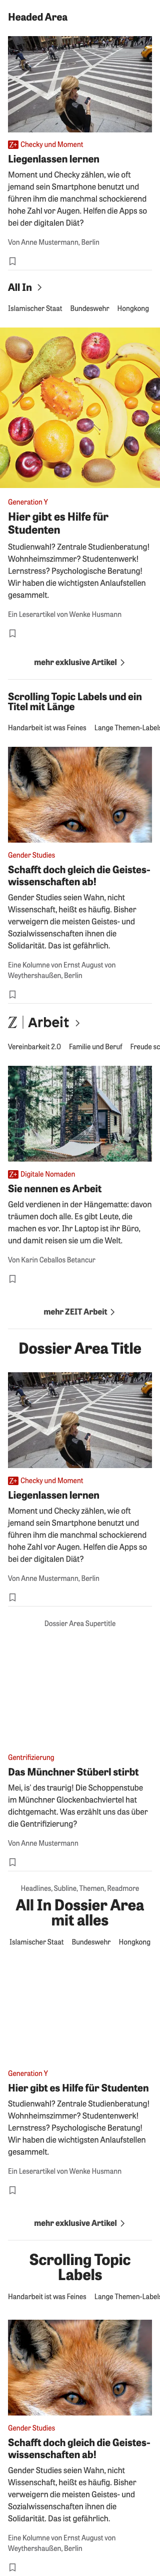 Headed Area
Z+ Checky und Moment
Liegenlassen lernen
Moment und Checky zählen, wie oft
jemand sein Smartphone benutzt und
führen ihm die manchmal schockierend
hohe Zahl vor Augen. Helfen die Apps so
bei der digitalen Diät?
Von Anne Mustermann, Berlin
All In
Islamischer Staat Bundeswehr Hongkong
Generation Y
Hier gibt es Hilfe für
Studenten
Studienwahl? Zentrale Studienberatung!
Wohnheimszimmer? Studentenwerk!
Lernstress? Psychologische Beratung!
Wir haben die wichtigsten Anlaufstellen
gesammelt.
Ein Leserartikel von Wenke Husmann
mehr exklusive Artikel
Scrolling Topic Labels und ein
Titel mit Länge
Handarbeit ist was Feines Lange Themen-Labels
Gender Studies
Schafft doch gleich die Geistes-
wissenschaften ab!
Gender Studies seien Wahn, nicht
Wissenschaft, heißt es häufig. Bisher
verweigern die meisten Geistes- und
Sozialwissenschaften ihnen die
Solidarität. Das ist gefährlich.
Eine Kolumne von Ernst August von
Weythershaußen, Berlin
Z Arbeit
Vereinbarkeit 2.0 Familie und Beruf Freude sc
Z+ Digitale Nomaden
Sie nennen es Arbeit
Geld verdienen in der Hängematte: davon
träumen doch alle. Es gibt Leute, die
machen es vor. Ihr Laptop ist ihr Büro,
und damit reisen sie um die Welt.
Von Karin Ceballos Betancur
mehr ZEIT Arbeit
Dossier Area Title
Z+ Checky und Moment
Liegenlassen lernen
Moment und Checky zählen, wie oft
jemand sein Smartphone benutzt und
führen ihm die manchmal schockierend
hohe Zahl vor Augen. Helfen die Apps so
bei der digitalen Diät?
Von Anne Mustermann, Berlin
Dossier Area Supertitle
Gentrifizierung
Das Münchner Stüberl stirbt
Mei, is' des traurig! Die Schoppenstube
im Münchner Glockenbachviertel hat
dichtgemacht. Was erzählt uns das über
die Gentrifizierung?
Von Anne Mustermann
Headlines, Subline, Themen, Readmore
All In Dossier Area
mit alles
Islamischer Staat Bundeswehr Hongkong
Generation Y
Hier gibt es Hilfe für Studenten
Studienwahl? Zentrale Studienberatung!
Wohnheimszimmer? Studentenwerk!
Lernstress? Psychologische Beratung!
Wir haben die wichtigsten Anlaufstellen
gesammelt.
Ein Leserartikel von Wenke Husmann
mehr exklusive Artikel
Scrolling Topic
Labels
Handarbeit ist was Feines Lange Themen-Labels
Gender Studies
Schafft doch gleich die Geistes-
wissenschaften ab!
Gender Studies seien Wahn, nicht
Wissenschaft, heißt es häufig. Bisher
verweigern die meisten Geistes- und
Sozialwissenschaften ihnen die
Solidarität. Das ist gefährlich.
Eine Kolumne von Ernst August von
Weythershaußen, Berlin